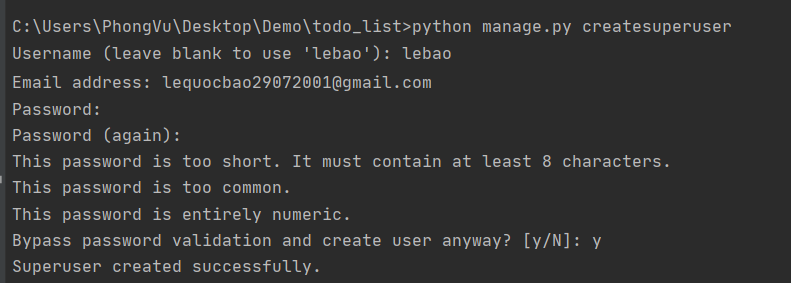 C:\Users\PhongVu\Desktop\Demo\todo_list>python manage.py createsuperuser
Username (leave blank to use 'lebao'): lebao
Email address: lequocbao29072001@gmail.com
Password:
Password (again):
This password is too short. It must contain at least 8 characters.
This password is too common.
This password is entirely numeric.
Bypass password validation and create user anyway? [y/N]: y
Superuser created successfully.